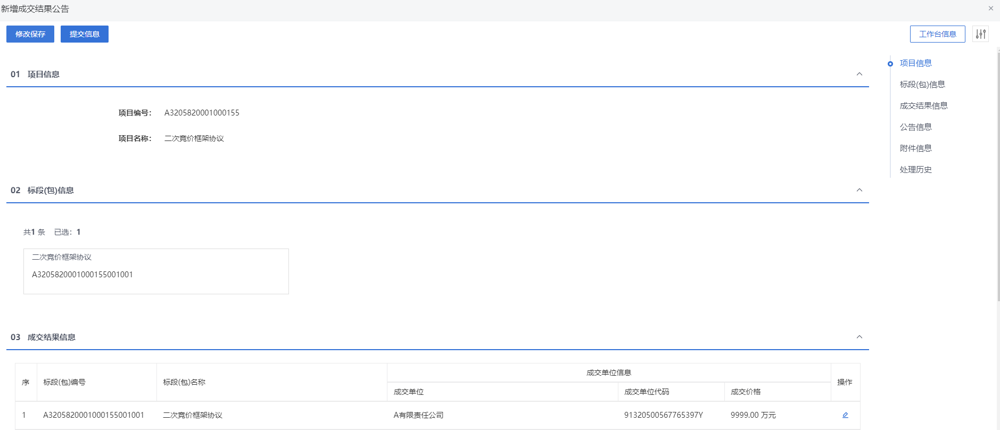 新增成交结果公告
修改保存 提交信息 工作台信息
01 项目信息
项目编号： A3205820001000155
项目名称： 二次竞价框架协议
02 标段(包)信息
共1 条 已选：1
二次竞价框架协议
A3205820001000155001001
03 成交结果信息
序 标段(包)编号 标段(包)名称 成交单位信息 操作
成交单位 成交单位代码 成交价格
1 A3205820001000155001001 二次竞价框架协议 A有限责任公司 91320500567765397Y 9999.00 万元
项目信息
标段(包)信息
成交结果信息
公告信息
附件信息
处理历史